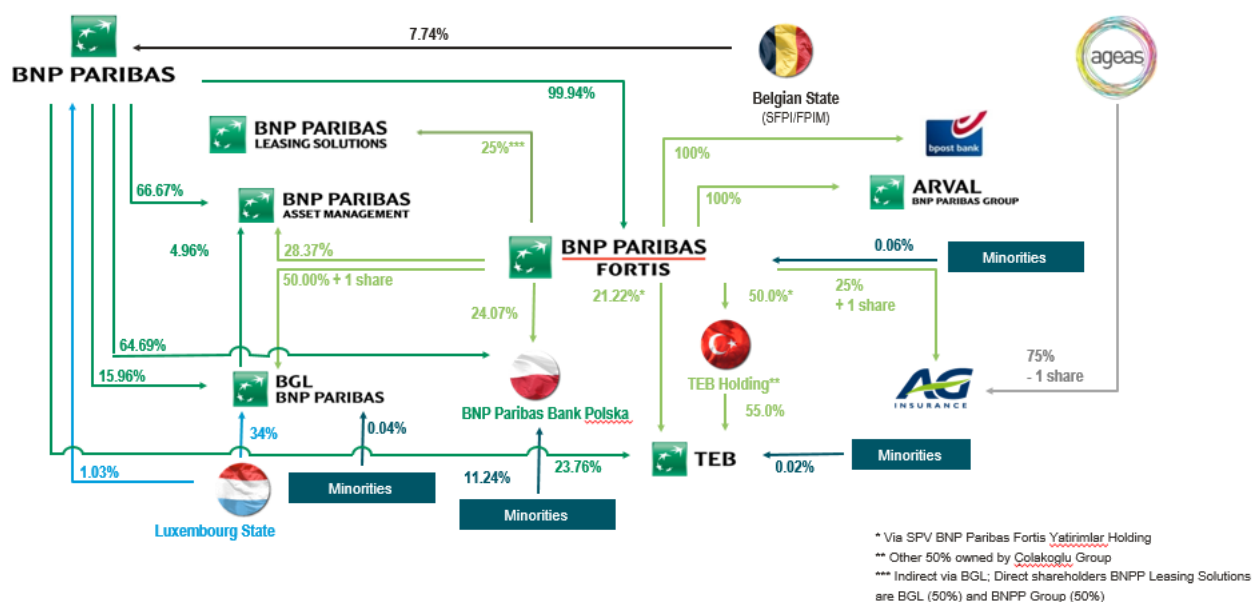 7.74%
BNP PARIBAS
ageas
Belgian State
(SFPI/FPIM)
99.94%
BNP PARIBAS
LEASING SOLUTIONS
25%***
100%
bpost bank
66.67%
BNP PARIBAS
ASSET MANAGEMENT
100%
ARVAL
BNP PARIBAS GROUP
4.96%
28.37%
BNP PARIBAS
FORTIS
0.06%
Minorities
50.00% + 1 share
21.22%*
50.0%*
25%
+ 1 share
24.07%
64.69%
15.96%
BGL
BNP PARIBAS
BNP Paribas Bank Polska
TEB Holding**
75%
- 1 share
AG
INSURANCE
55.0%
34%
0.04%
1.03%
Minorities
11.24%
23.76%
TEB
0.02%
Minorities
Minorities
Luxembourg State
* Via SPV BNP Paribas Fortis Yatirimlar Holding
** Other 50% owned by Çolakoglu Group
*** Indirect via BGL; Direct shareholders BNPP Leasing Solutions
are BGL (50%) and BNPP Group (50%)